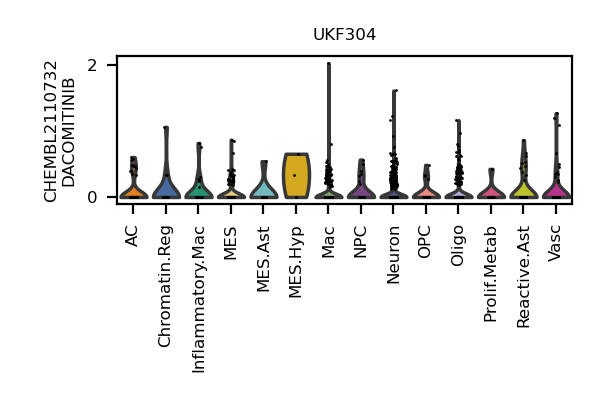 UKF304
CHEMBL2110732
DACOMITINIB
2
0
AC
Chromatin.Reg
Inflammatory.Mac
MES
MES.Ast
MES.Hyp
Mac
NPC
Neuron
OPC
Oligo
Prolif.Metab
Reactive.Ast
Vasc